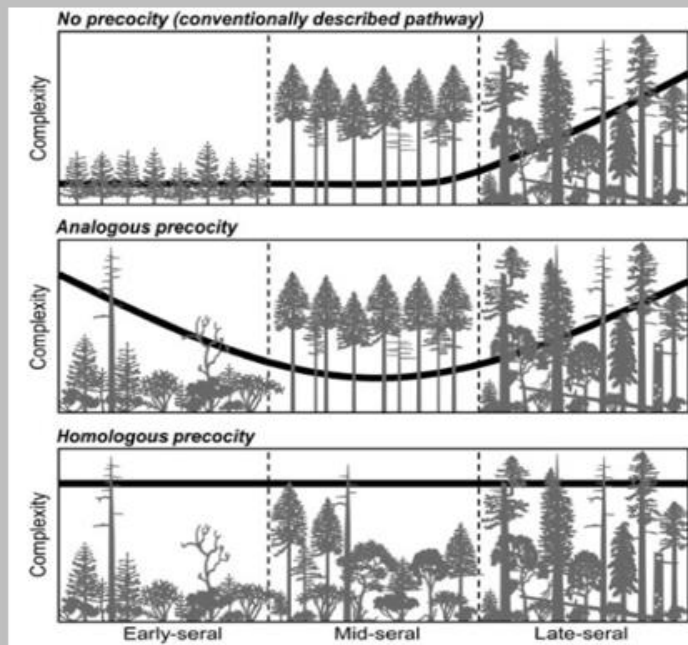 No precocity (conventionally described pathway)
Complexity
Analogous precocity
Complexity
Homologous precocity
Complexity
Early-seral Mid-seral Late-seral